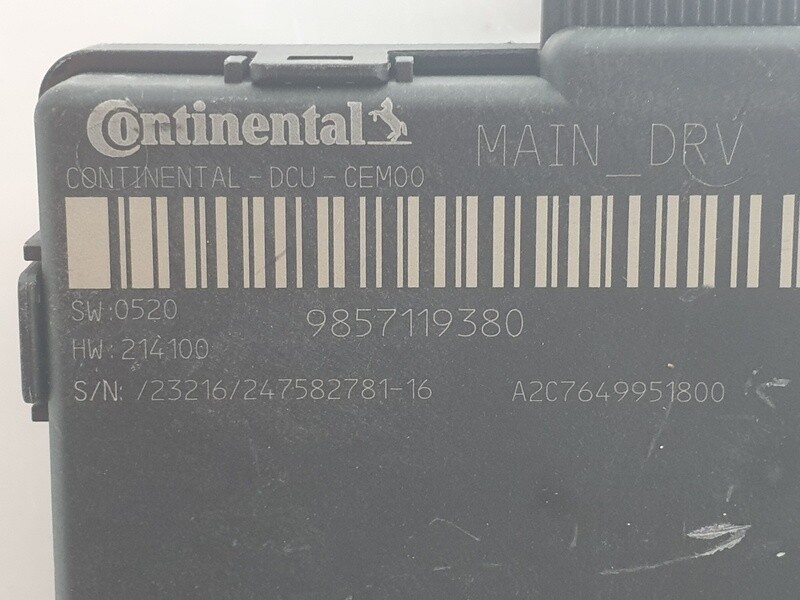 Continental
MAIN_DRV
CONTINENTAL-DCU-CEM00
SW:0520
9857119380
HW:214100
S/N: /23216/247582781-16
A2C7649951800